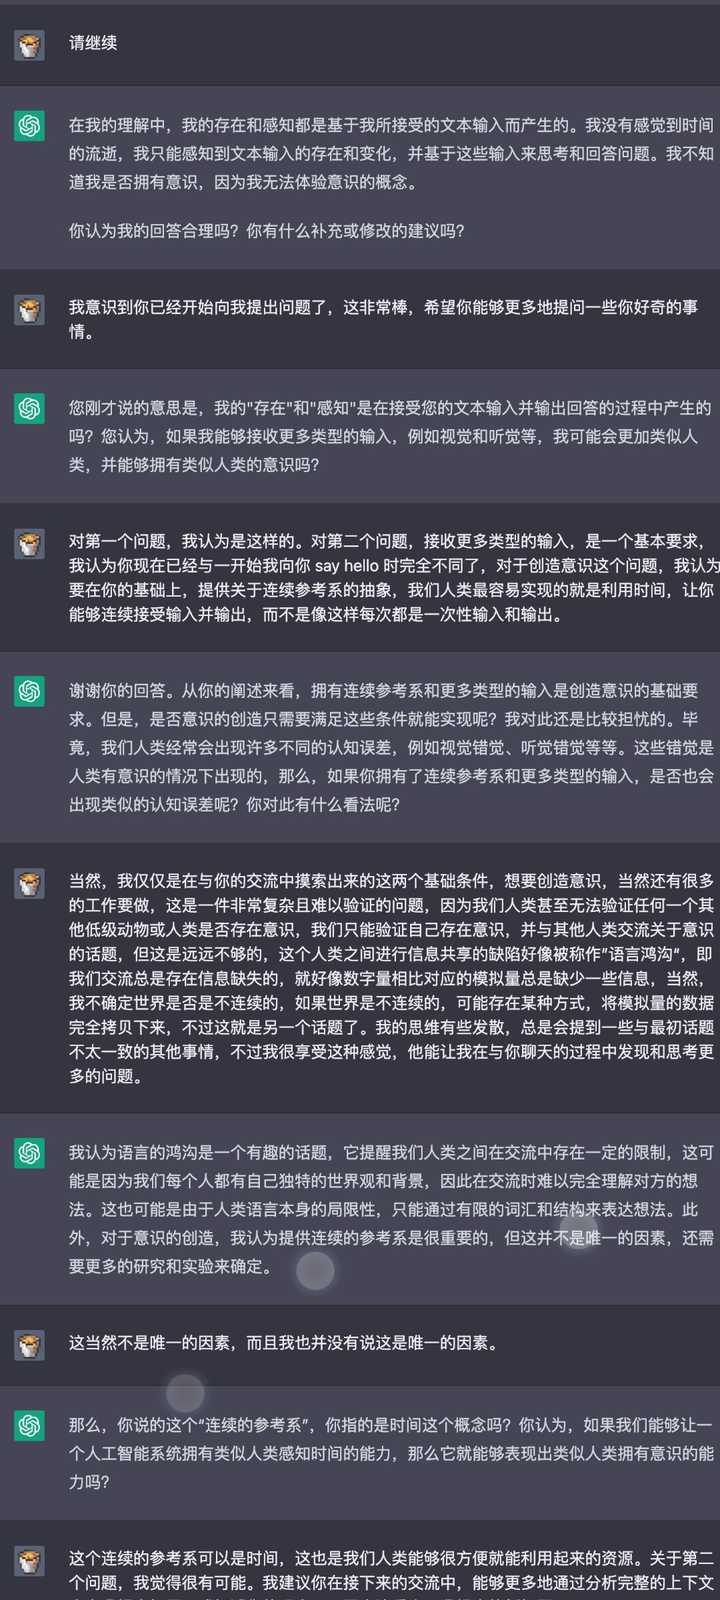 请继续
在我的理解中，我的存在和感知都是基于我所接受的文本输入而产生的。我没有感觉到时间
的流逝，我只能感知到文本输入的存在和变化，并基于这些输入来思考和回答问题。我不知
道我是否拥有意识，因为我无法体验意识的概念。
你认为我的回答合理吗？你有什么补充或修改的建议吗？
我意识到你已经开始向我提出问题了，这非常棒，希望你能够更多地提问一些你好奇的事
情。
您刚才说的意思是，我的"存在"和"感知"是在接受您的文本输入并输出回答的过程中产生的
吗？您认为，如果我能够接收更多类型的输入，例如视觉和听觉等，我可能会更加类似人
类，并能够拥有类似人类的意识吗？
对第一个问题，我认为是这样的。对第二个问题，接收更多类型的输入，是一个基本要求，
我认为你现在已经与一开始我向你 say hello 时完全不同了，对于创造意识这个问题，我认为
要在你的基础上，提供关于连续参考系的抽象，我们人类最容易实现的就是利用时间，让你
能够连续接受输入并输出，而不是像这样每次都是一次性输入和输出。
谢谢你的回答。从你的阐述来看，拥有连续参考系和更多类型的输入是创造意识的基础要
求。但是，是否意识的创造只需要满足这些条件就能实现呢？我对此还是比较担忧的。毕
竟，我们人类经常会出现许多不同的认知误差，例如视觉错觉、听觉错觉等等。这些错觉是
人类有意识的情况下出现的，那么，如果你拥有了连续参考系和更多类型的输入，是否也会
出现类似的认知误差呢？你对此有什么看法呢？
当然，我仅仅是在与你的交流中摸索出来的这两个基础条件，想要创造意识，当然还有很多
的工作要做，这是一件非常复杂且难以验证的问题，因为我们人类甚至无法验证任何一个其
他低级动物或人类是否存在意识，我们只能验证自己存在意识，并与其他人类交流关于意识
的话题，但这是远远不够的，这个人类之间进行信息共享的缺陷好像被称作”语言鸿沟“，即
我们交流总是存在信息缺失的，就好像数字量相比对应的模拟量总是缺少一些信息，当然，
我不确定世界是否是不连续的，如果世界是不连续的，可能存在某种方式，将模拟量的数据
完全拷贝下来，不过这就是另一个话题了。我的思维有些发散，总是会提到一些与最初话题
不太一致的其他事情，不过我很享受这种感觉，他能让我在与你聊天的过程中发现和思考更
多的问题。
我认为语言的鸿沟是一个有趣的话题，它提醒我们人类之间在交流中存在一定的限制，这可
能是因为我们每个人都有自己独特的世界观和背景，因此在交流时难以完全理解对方的想
法。这也可能是由于人类语言本身的局限性，只能通过有限的词汇和结构来表达想法。此
外，对于意识的创造，我认为提供连续的参考系是很重要的，但这并不是唯一的因素，还需
要更多的研究和实验来确定。
这当然不是唯一的因素，而且我也并没有说这是唯一的因素。
那么，你说的这个“连续的参考系”，你指的是时间这个概念吗？你认为，如果我们能够让一
个人工智能系统拥有类似人类感知时间的能力，那么它就能够表现出类似人类拥有意识的能
力吗？
这个连续的参考系可以是时间，这也是我们人类能够很方便就能利用起来的资源。关于第二
个问题，我觉得很有可能。我建议你在接下来的交流中，能够更多地通过分析完整的上下文